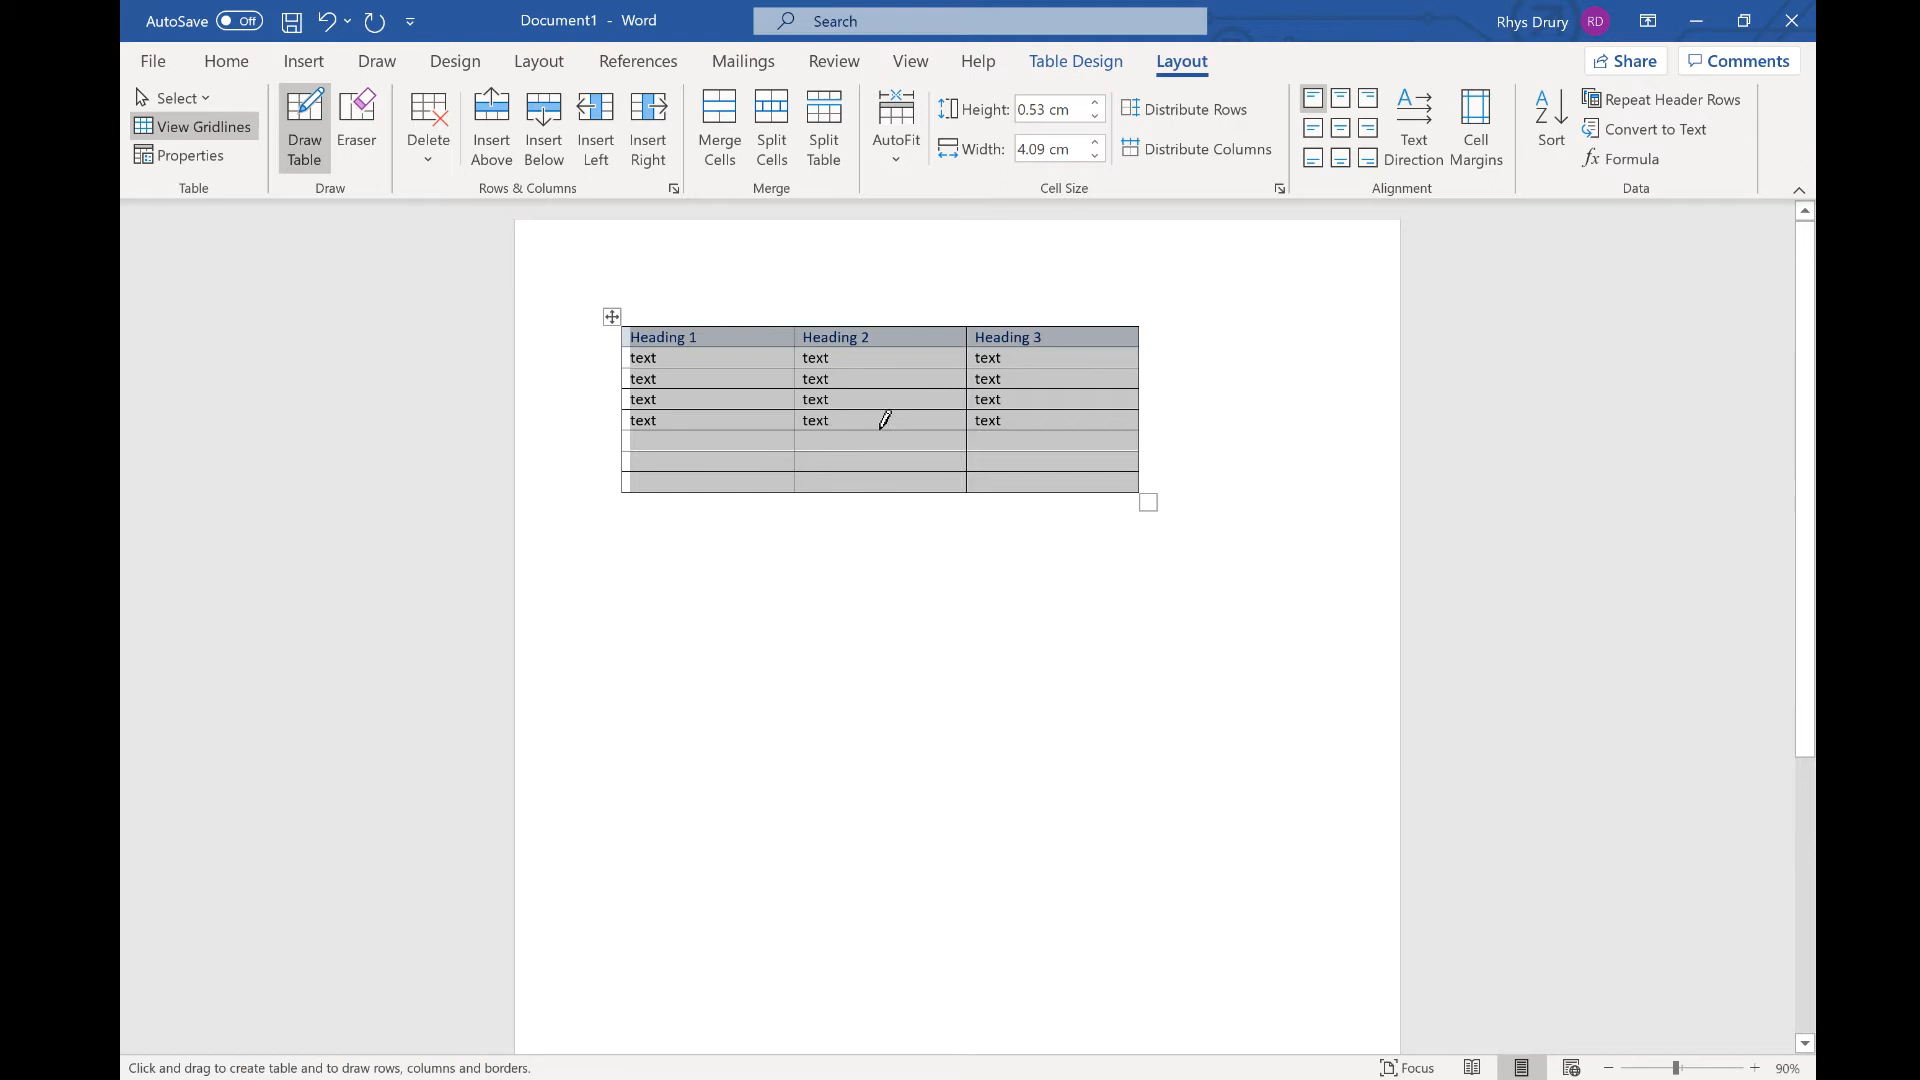 AutoSave Off Document1 - Word Search Rhys Drury RD
File Home Insert Draw Design Layout References Mailings Review View Help Table Design Layout Share Comments
Select
View Gridlines
Properties
Table
Draw Table
Eraser
Draw
Delete
Insert Above
Insert Below
Insert Left
Insert Right
Rows & Columns
Merge Cells
Split Cells
Split Table
Merge
AutoFit
Height: 0.53 cm
Width: 4.09 cm
Distribute Rows
Distribute Columns
Cell Size
Text Direction
Cell Margins
Alignment
Sort
Repeat Header Rows
Convert to Text
fx Formula
Data
Heading 1 Heading 2 Heading 3
text text text
text text text
text text text
text text text
Click and drag to create table and to draw rows, columns and borders. Focus 90%